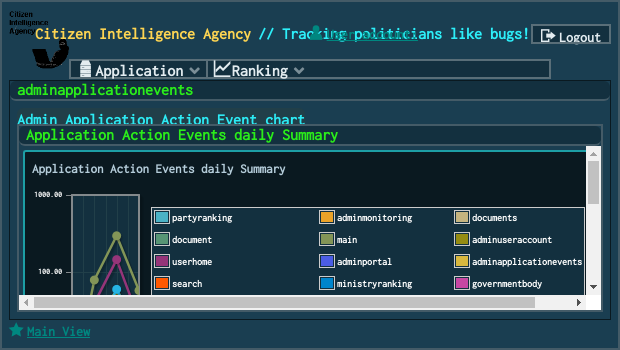 Citizen
Intelligence
Agency
Citizen Intelligence Agency // Tracking politicians like bugs!
Logout
Application
Ranking
adminapplicationevents
Admin Application Action Event chart
Application Action Events daily Summary
Application Action Events daily Summary
1000.00
100.00
partyranking adminmonitoring documents
document main adminuseraccount
userhome adminportal adminapplicationevents
search ministryranking governmentbody
Main View